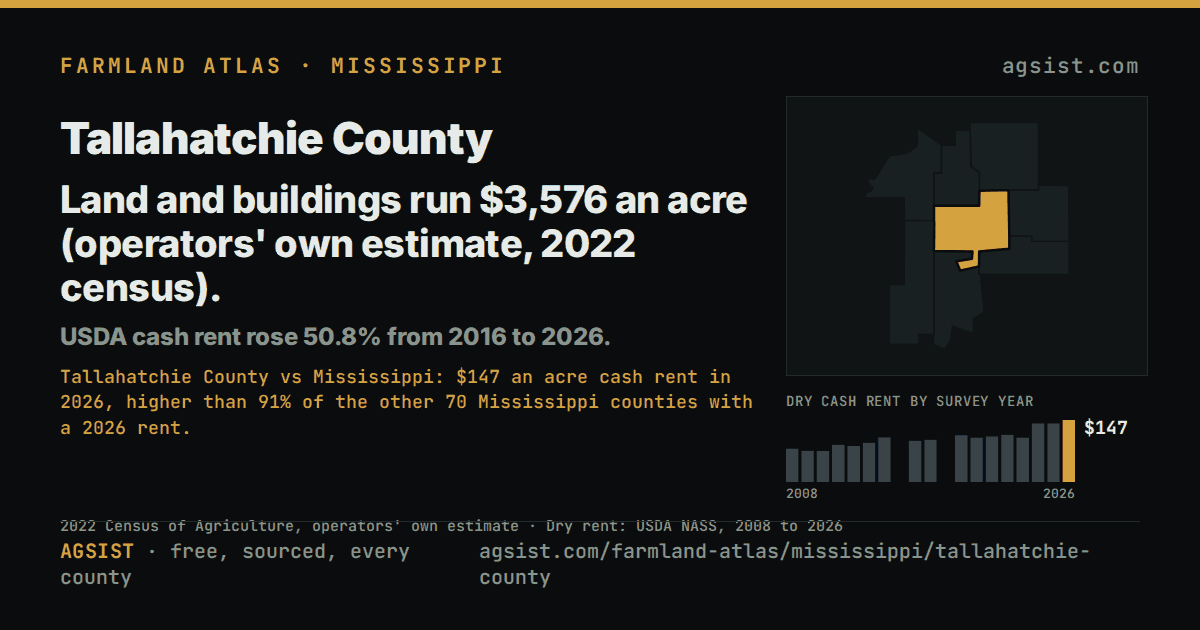 FARMLAND ATLAS · MISSISSIPPI
agsist.com
Tallahatchie County
Land and buildings run $3,576 an acre
(operators' own estimate, 2022
census).
USDA cash rent rose 50.8% from 2016 to 2026.
Tallahatchie County vs Mississippi: $147 an acre cash rent in
2026, higher than 91% of the other 70 Mississippi counties with
a 2026 rent.
DRY CASH RENT BY SURVEY YEAR
$147
2008
2026
2022 Census of Agriculture, operators' own estimate · Dry rent: USDA NASS, 2008 to 2026
AGSIST · free, sourced, every
county
agsist.com/farmland-atlas/mississippi/tallahatchie-
county